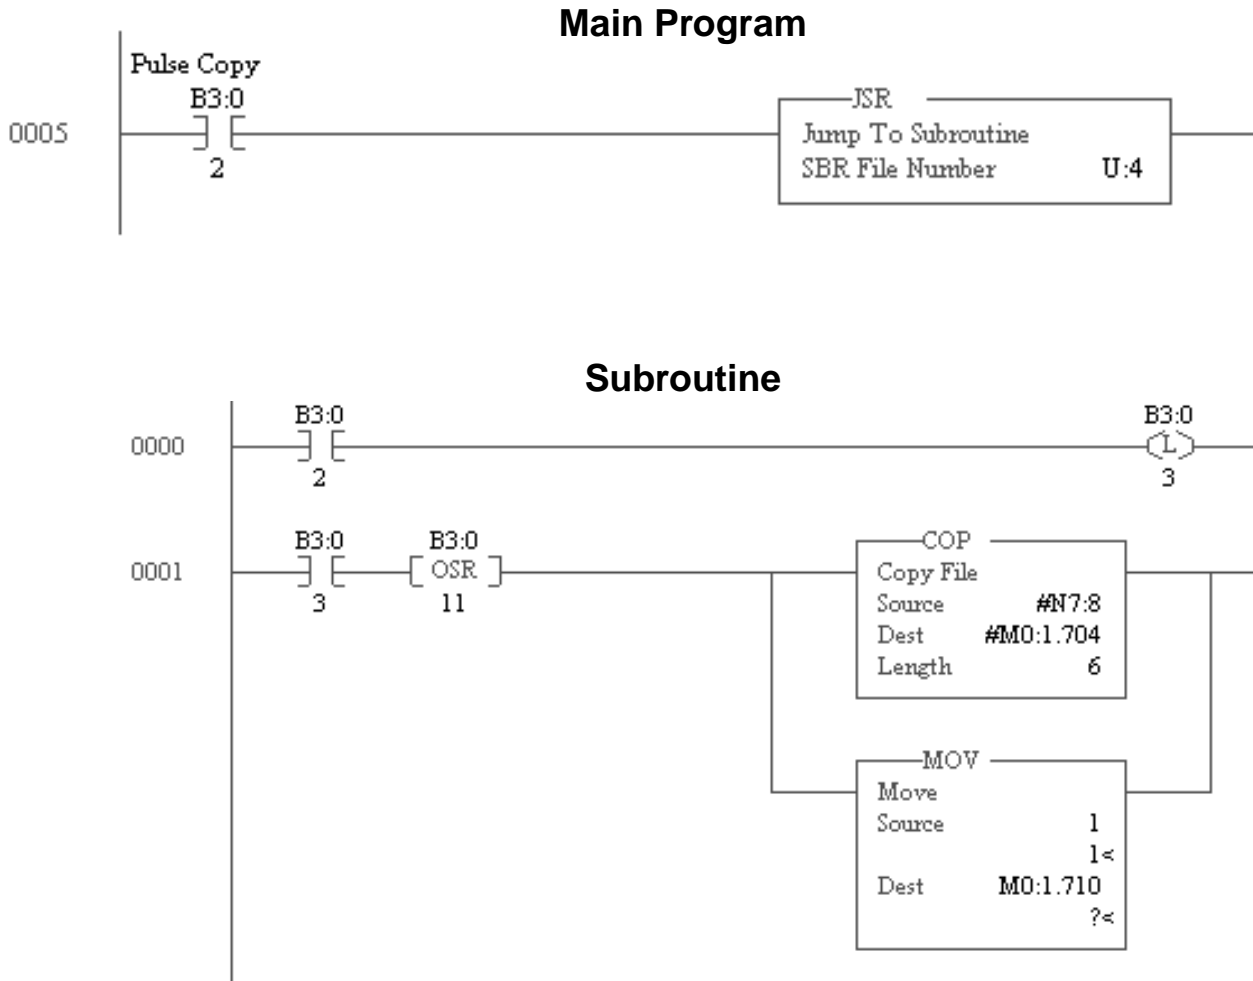 Main Program
Pulse Copy
B3:0
0005
2
JSR
Jump To Subroutine
SBR File Number U:4
Subroutine
B3:0
0000
2
B3:0
L
3
B3:0
0001
3
B3:0
OSR
11
COP
Copy File
Source #N7:8
Dest #M0:1.704
Length 6
MOV
Move
Source 1
1<
Dest M0:1.710
?<